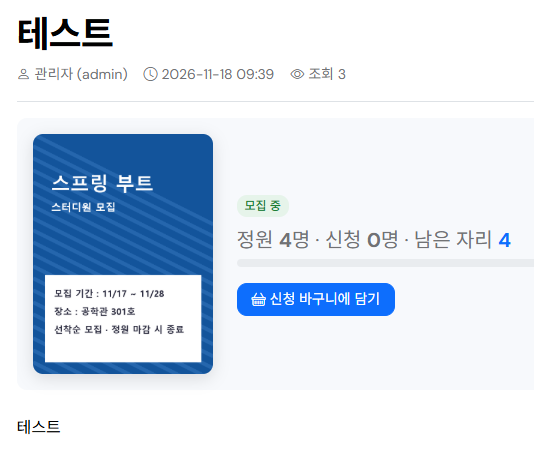 테스트
관리자 (admin) 2026-11-18 09:39 조회 3
스프링 부트
스터디원 모집
모집 기간 : 11/17 ~ 11/28
장소 : 공학관 301호
선착순 모집 · 정원 마감 시 종료
모집 중
정원 4명 · 신청 0명 · 남은 자리 4
신청 바구니에 담기
테스트